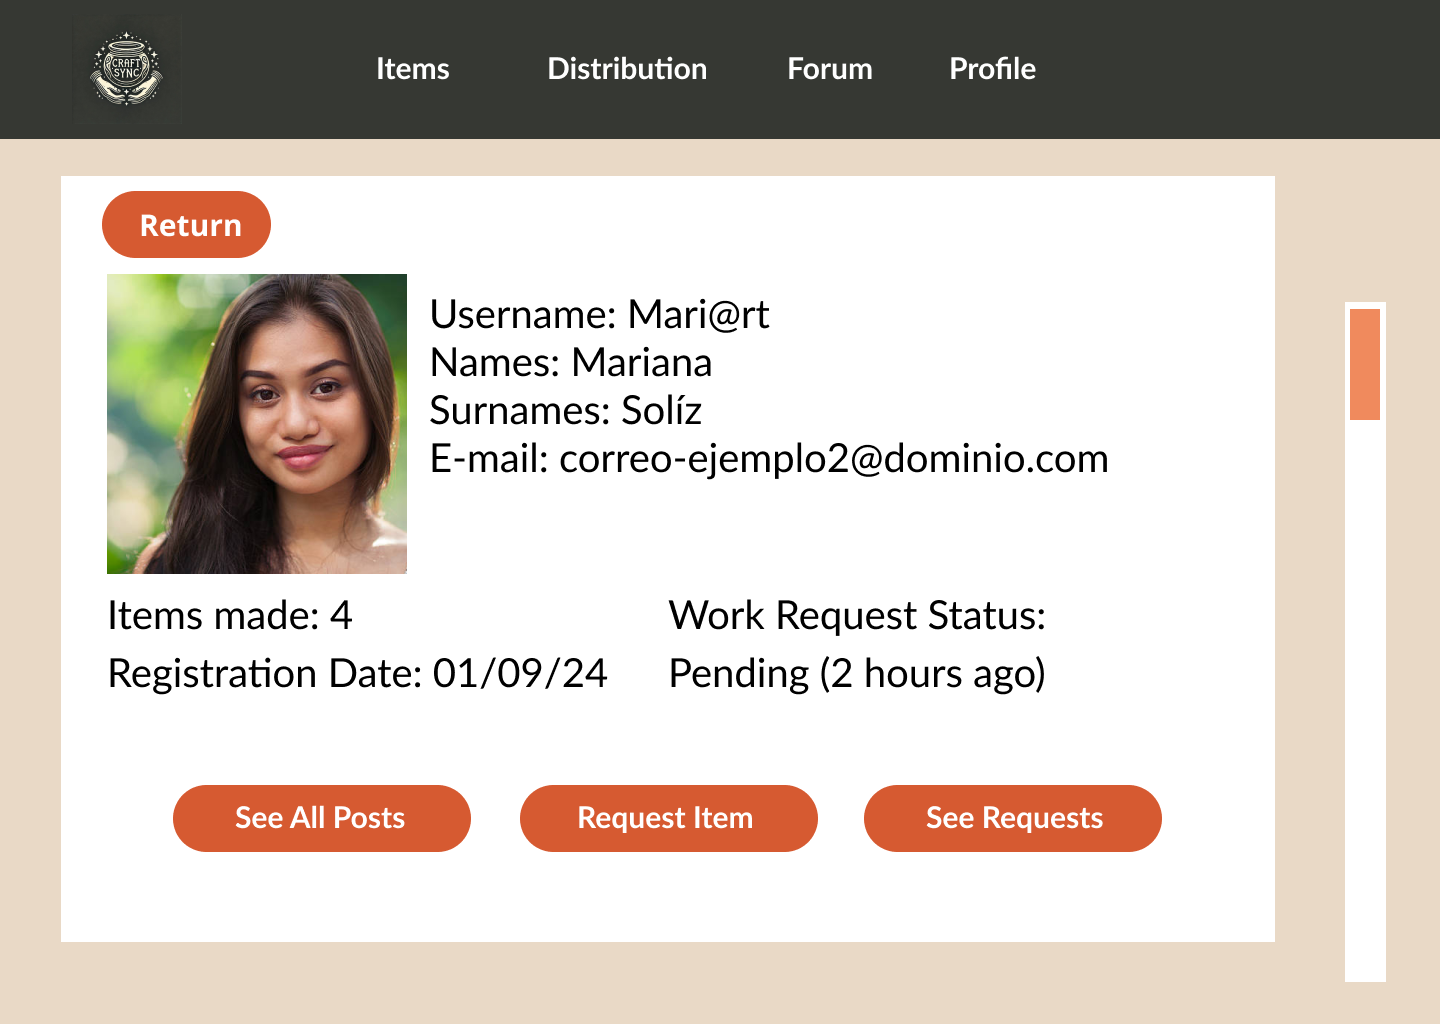 CRAFT
SYNC
Items
Distribution
Forum
Profile
Return
Username: Mari@rt
Names: Mariana
Surnames: Solíz
E-mail: correo-ejemplo2@dominio.com
Items made: 4
Registration Date: 01/09/24
Work Request Status:
Pending (2 hours ago)
See All Posts
Request Item
See Requests